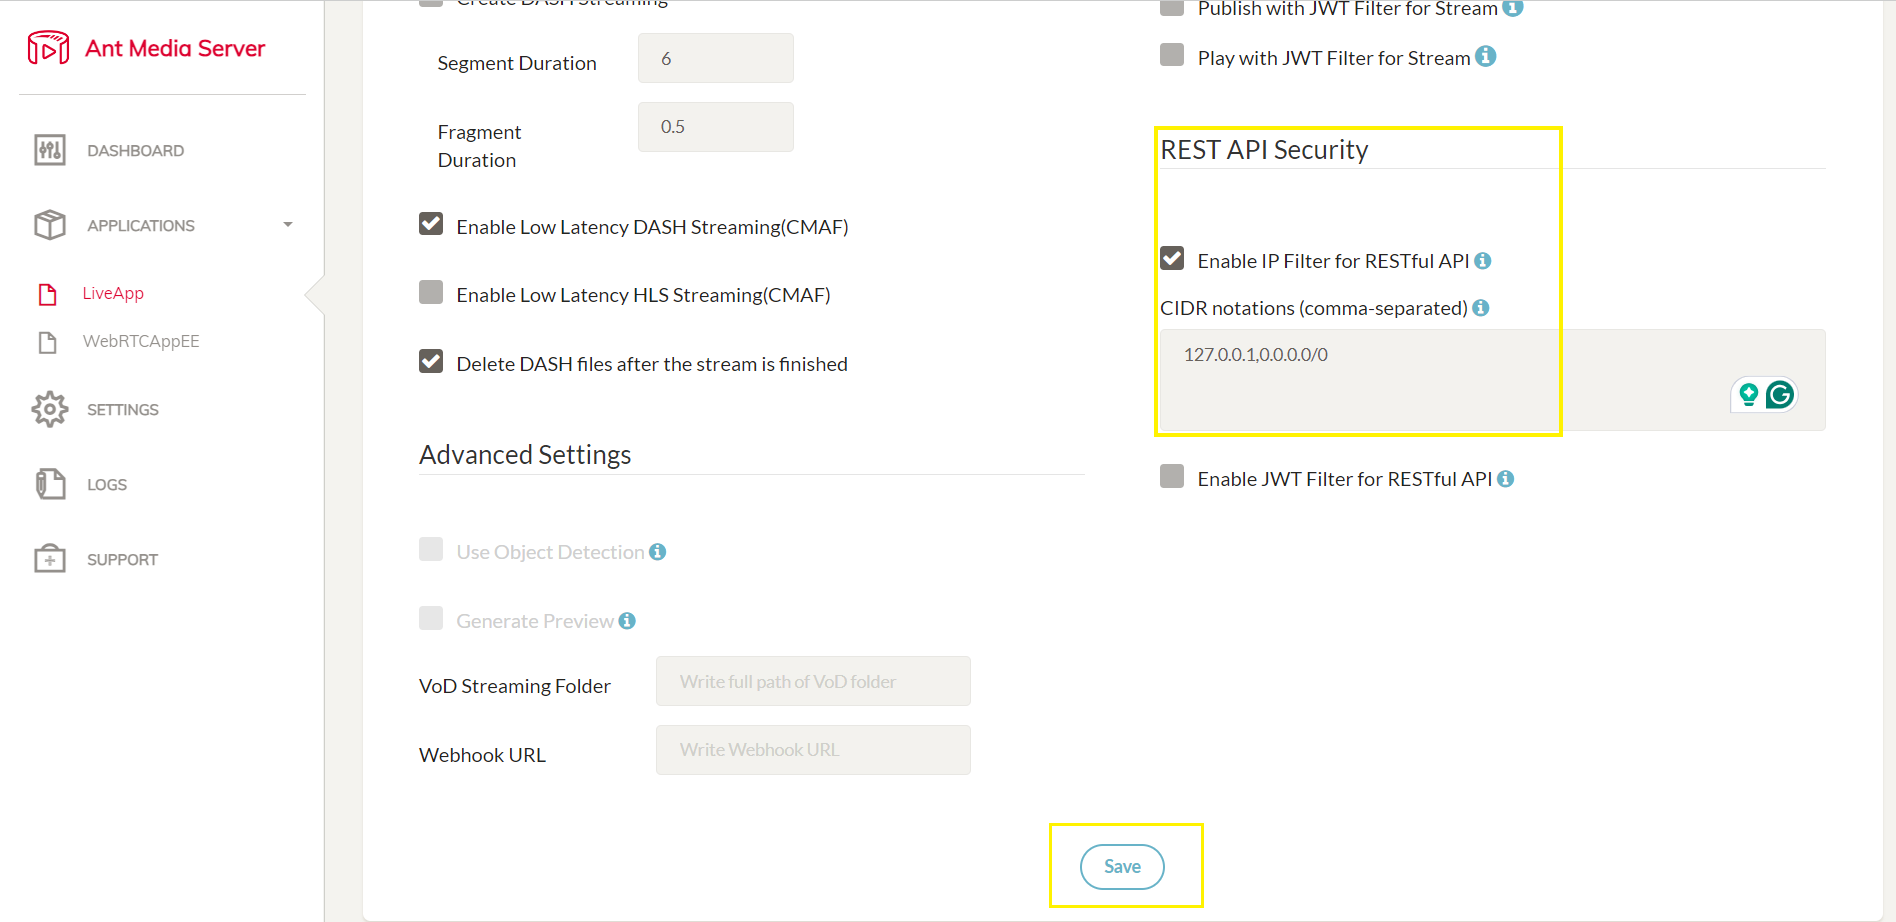 Ant Media Server
DASHBOARD
APPLICATIONS
LiveApp
WebRTCAppEE
SETTINGS
LOGS
SUPPORT
Create DASH Streaming
Segment Duration
6
Fragment
Duration
0.5
Enable Low Latency DASH Streaming(CMAF)
Enable Low Latency HLS Streaming(CMAF)
Delete DASH files after the stream is finished
Advanced Settings
Use Object Detection
Generate Preview
VoD Streaming Folder
Write full path of VoD folder
Webhook URL
Write Webhook URL
Publish with JWT Filter for Stream
Play with JWT Filter for Stream
REST API Security
Enable IP Filter for RESTful API
CIDR notations (comma-separated)
127.0.0.1,0.0.0.0/0
Enable JWT Filter for RESTful API
Save